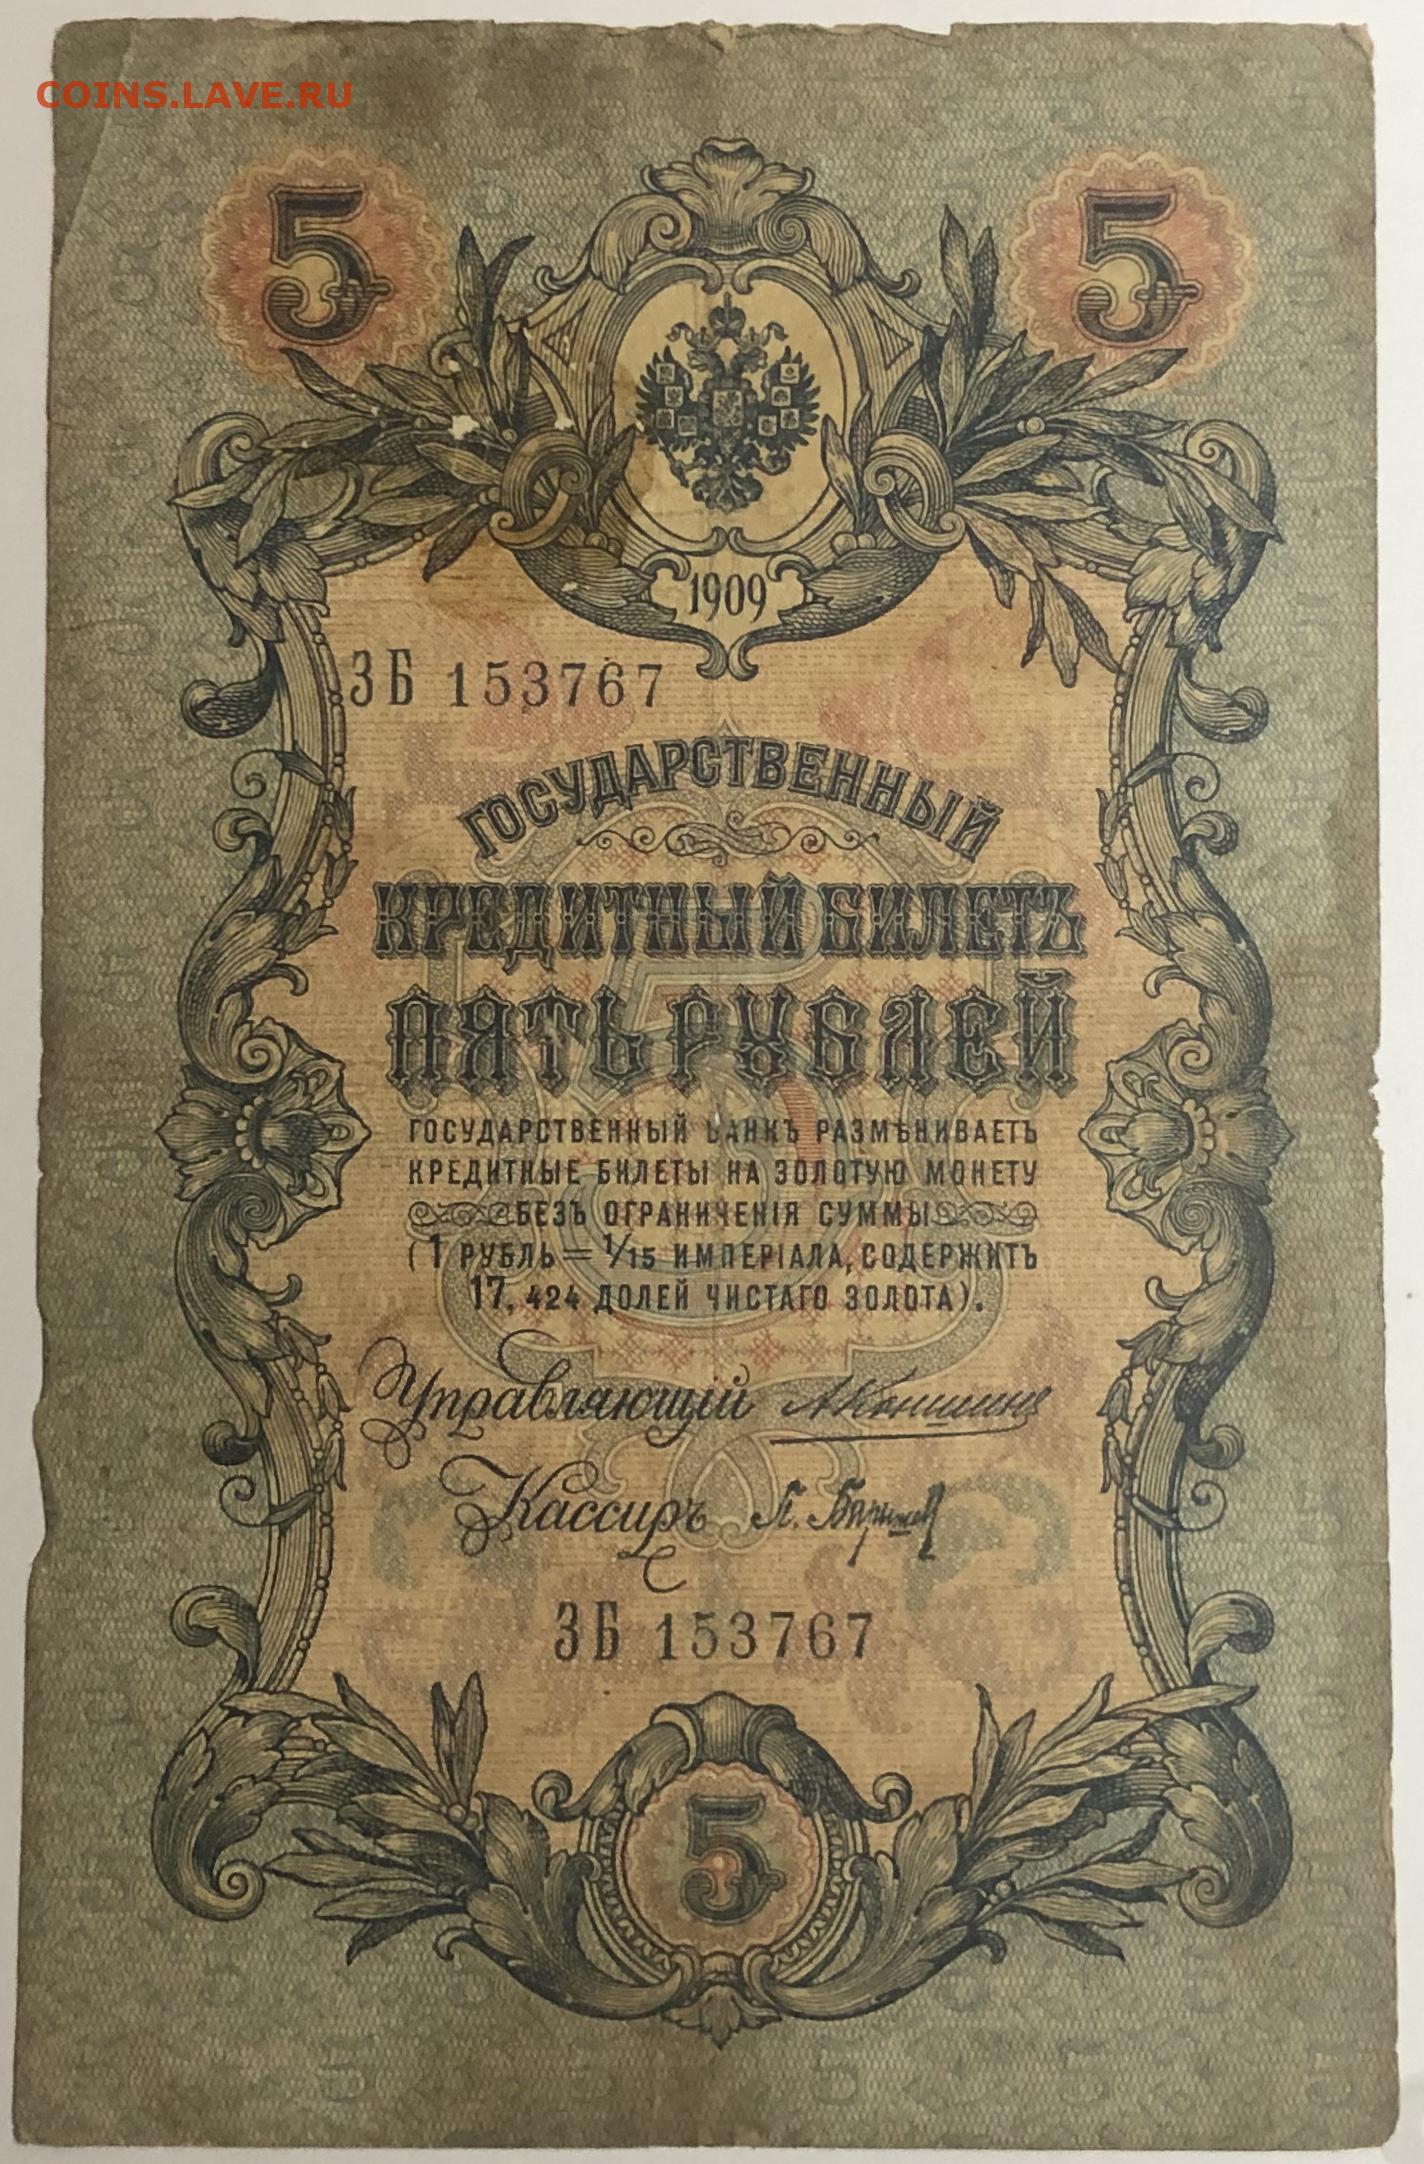 COINS.LAVE.RU
5 5
1909
ЗБ 153767
ГОСУДАРСТВЕННЫЙ
КРЕДИТНЫЙ БИЛЕТЪ
ПЯТЬ РУБЛЕЙ
ГОСУДАРСТВЕННЫЙ БАНКЪ РАЗМѢНИВАЕТЪ
КРЕДИТНЫЕ БИЛЕТЫ НА ЗОЛОТУЮ МОНЕТУ
БЕЗЪ ОГРАНИЧЕНІЯ СУММЫ
(1 РУБЛЬ = 1/15 ИМПЕРІАЛА, СОДЕРЖИТЪ
17,424 ДОЛЕЙ ЧИСТАГО ЗОЛОТА).
Управляющій АКоншинъ
Кассиръ
ЗБ 153767
5